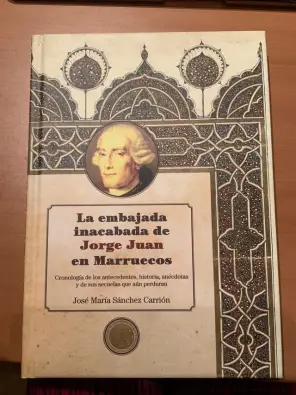 La embajada
inacabada de
Jorge Juan
en Marruecos
Cronología de los antecedentes, historia, anécdotas
y de sus secuelas que aún perduran
José María Sánchez Carrión